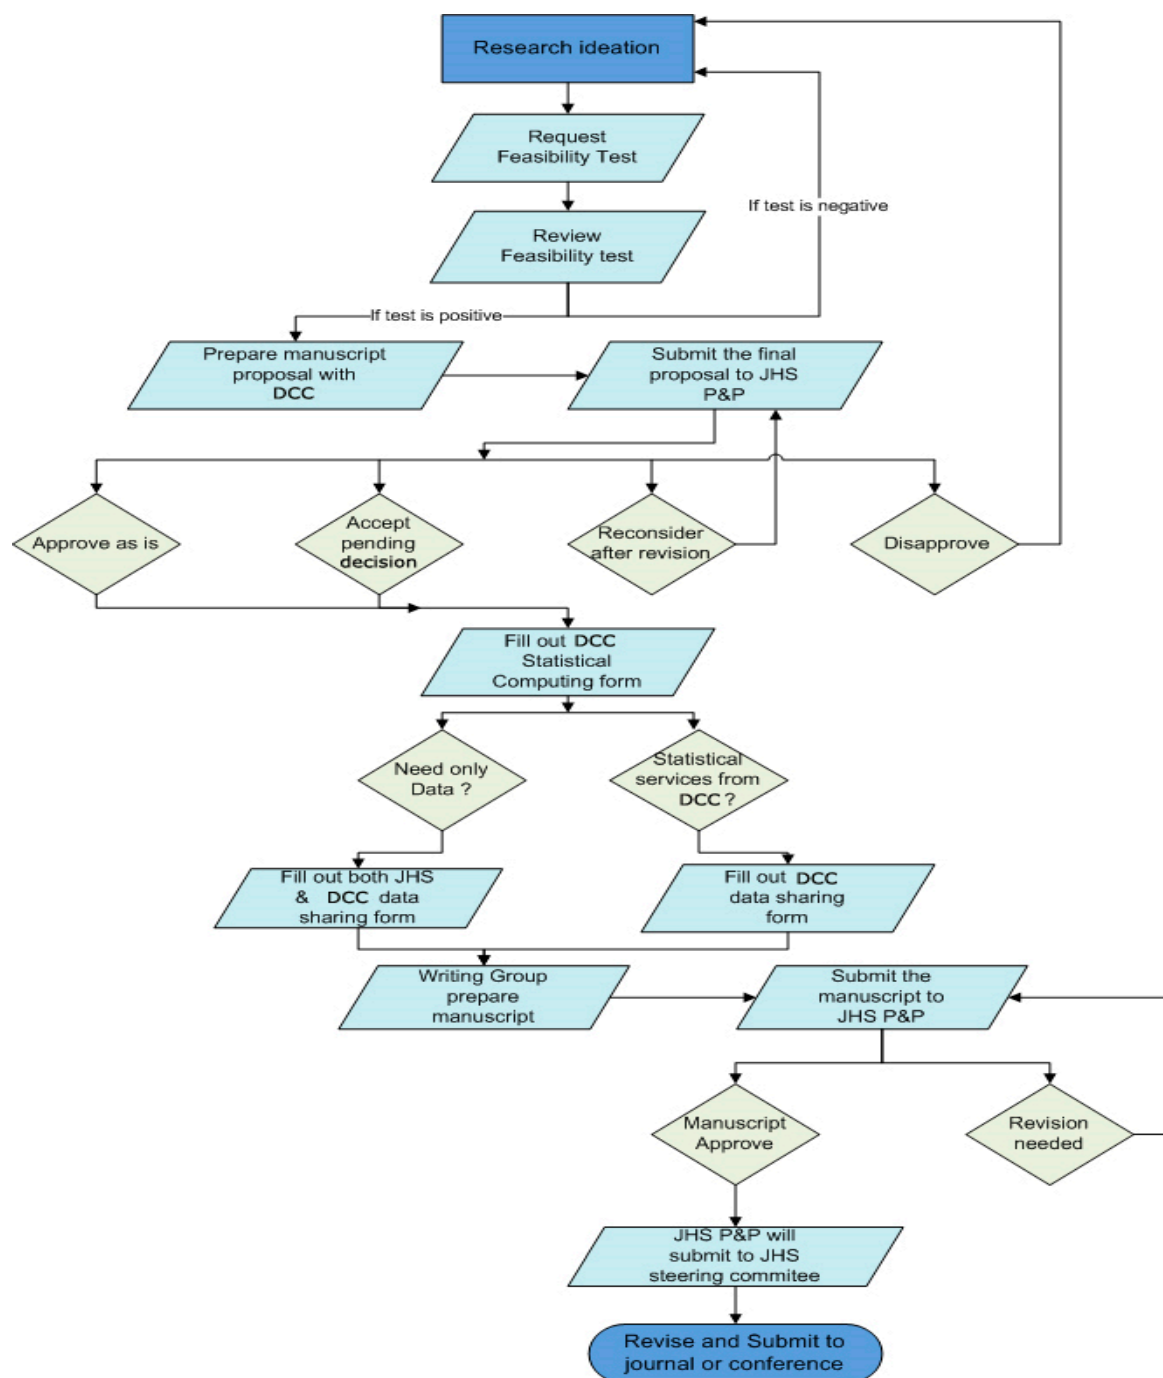 Research ideation
Request
Feasibility Test
If test is negative
Review
Feasibility test
If test is positive
Prepare manuscript
proposal with
DCC
Submit the final
proposal to JHS
P&P
Approve as is
Accept
pending
decision
Reconsider
after revision
Disapprove
Fill out DCC
Statistical
Computing form
Need only
Data ?
Statistical
services from
DCC ?
Fill out both JHS
& DCC data
sharing form
Fill out DCC
data sharing
form
Writing Group
prepare
manuscript
Submit the
manuscript to
JHS P&P
Manuscript
Approve
Revision
needed
JHS P&P will
submit to JHS
steering commitee
Revise and Submit to
journal or conference